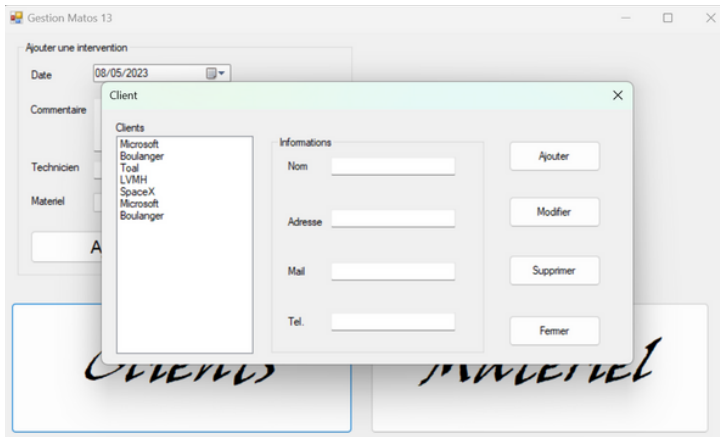 Gestion Matos 13
Ajouter une intervention
Date 08/05/2023
Commentaire
Technicien
Materiel
A
Client
Clients
Microsoft
Boulanger
Toal
LVMH
SpaceX
Microsoft
Boulanger
Informations
Nom
Adresse
Mail
Tel.
Ajouter
Modifier
Supprimer
Fermer
Clients
Materiel